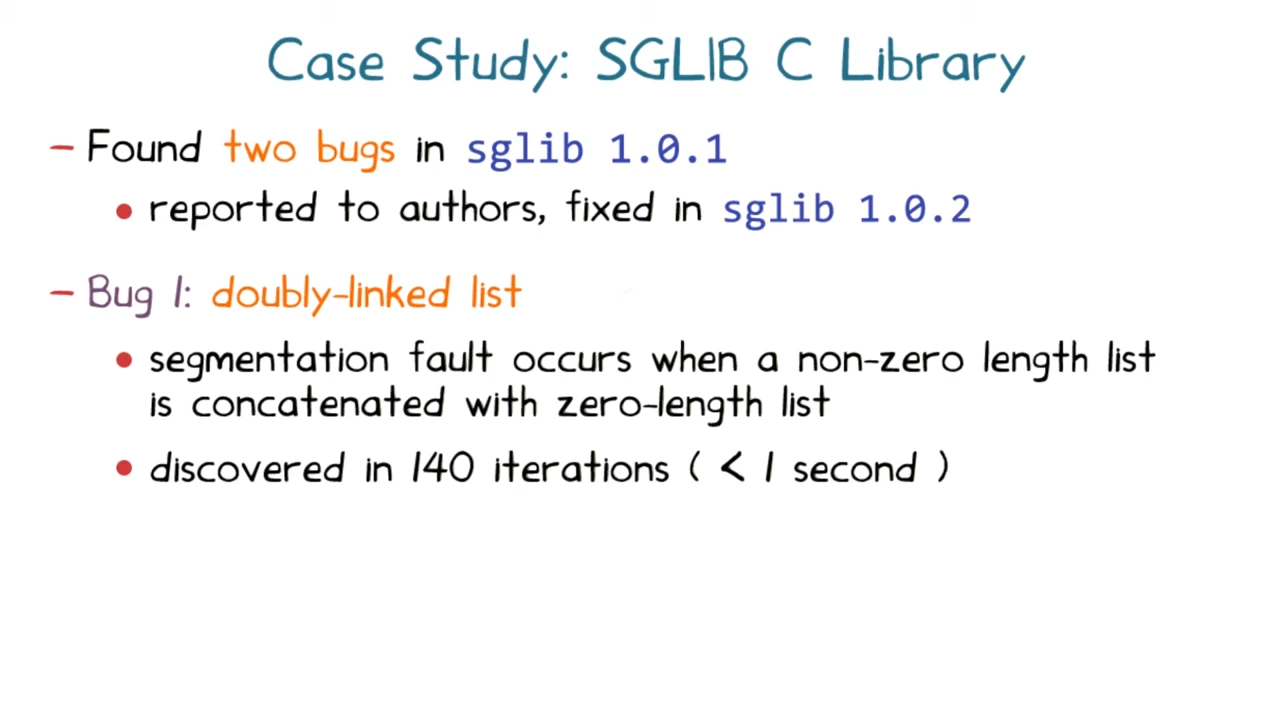 Case Study: SGLIB C Library
– Found two bugs in sglib 1.0.1
• reported to authors, fixed in sglib 1.0.2
– Bug 1: doubly-linked list
• segmentation fault occurs when a non-zero length list
is concatenated with zero-length list
• discovered in 140 iterations ( < 1 second )